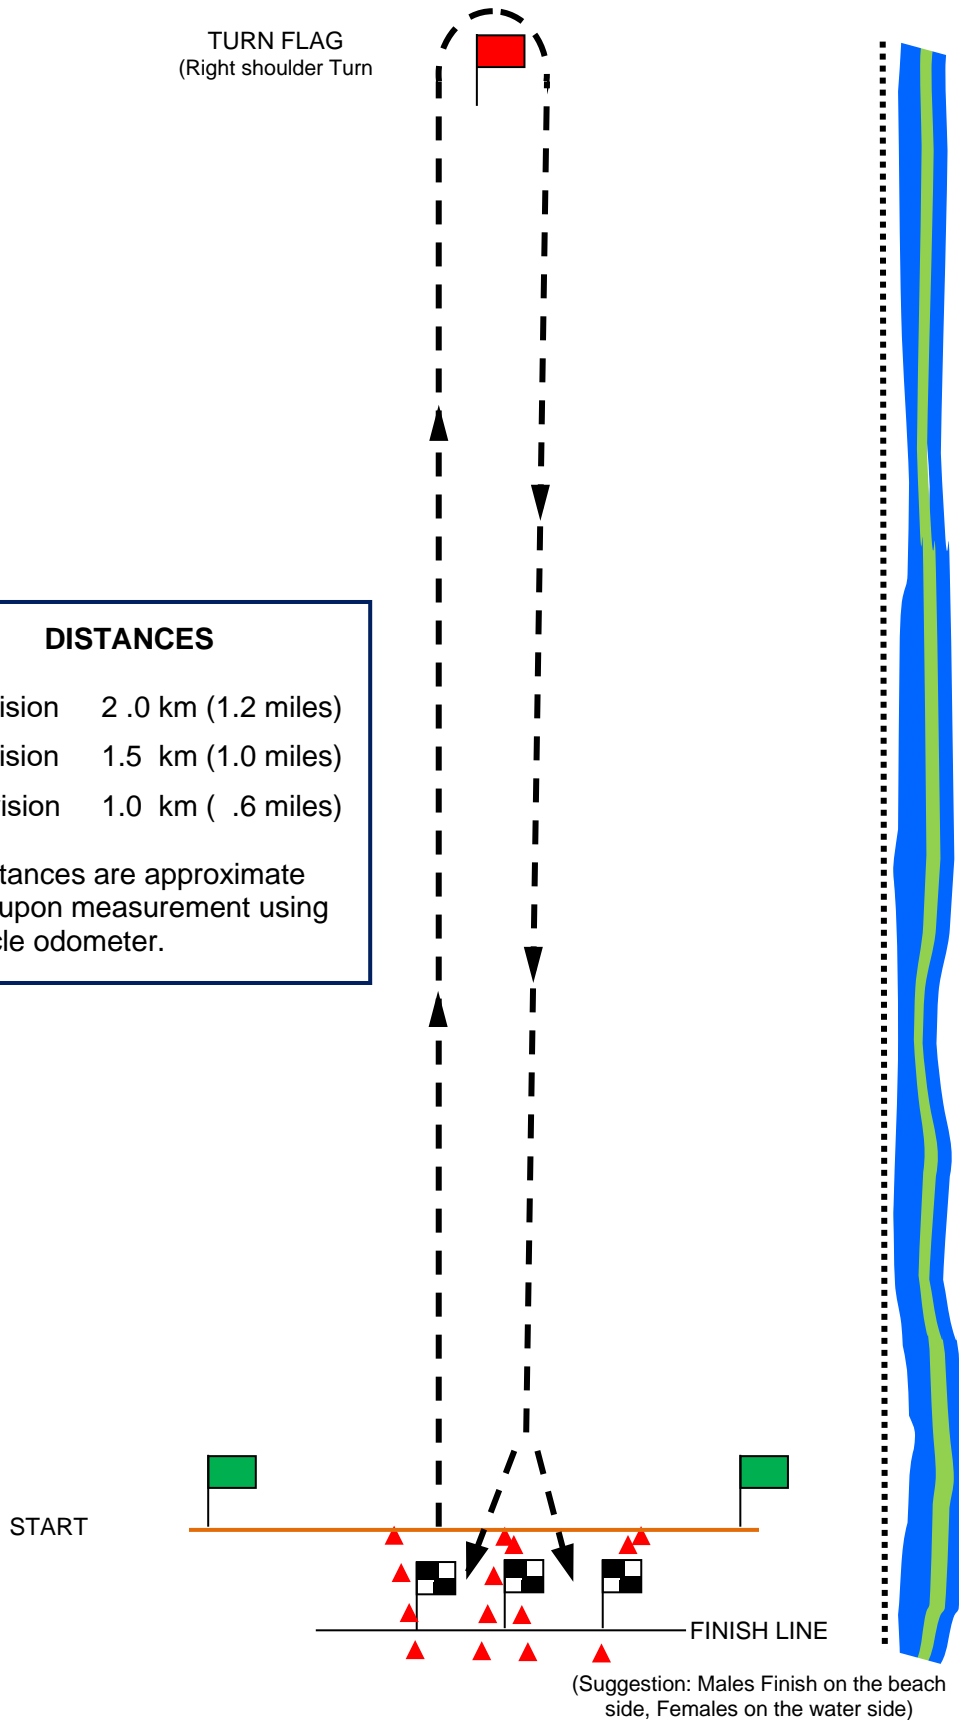 TURN FLAG
(Right shoulder Turn
DISTANCES
ision 2 .0 km (1.2 miles)
ision 1.5 km (1.0 miles)
ision 1.0 km ( .6 miles)
tances are approximate
upon measurement using
cle odometer.
START
FINISH LINE
(Suggestion: Males Finish on the beach
side, Females on the water side)